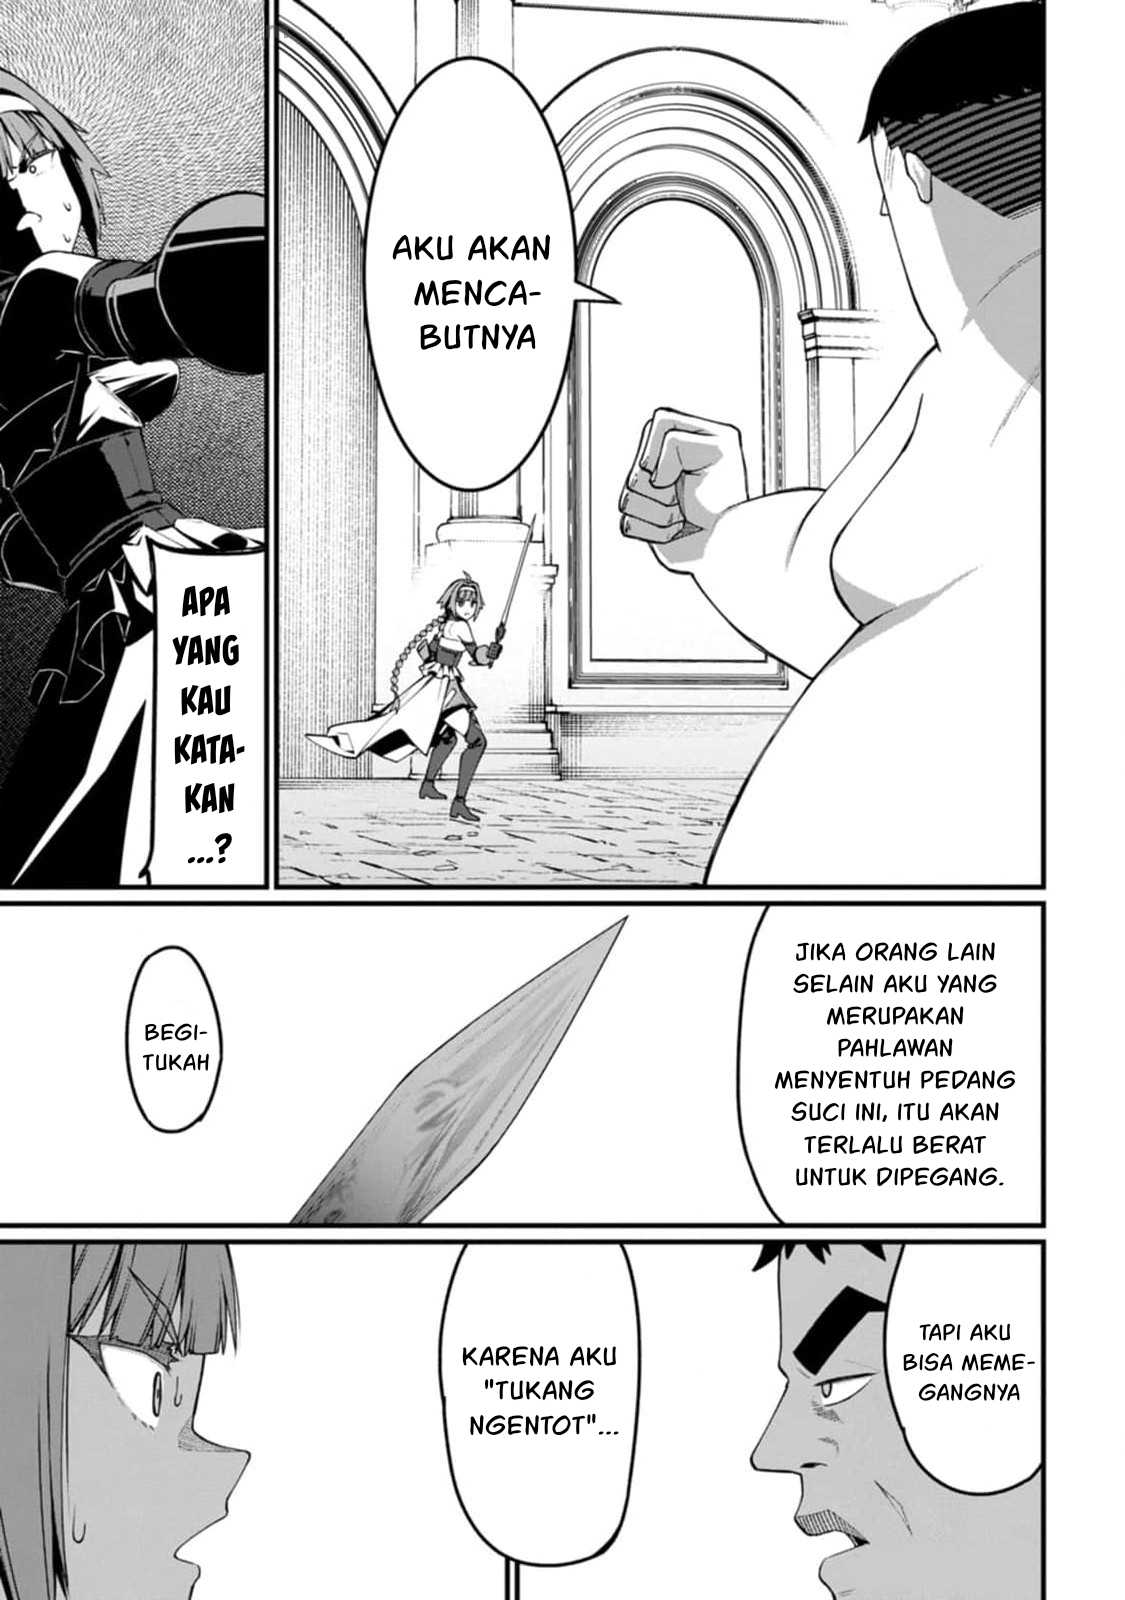 AKU AKAN
MENCA-
BUTNYA
APA
YANG
KAU
KATA-
KAN
...?
JIKA ORANG LAIN
SELAIN AKU YANG
MERUPAKAN
PAHLAWAN
MENYENTUH PEDANG
SUCI INI, ITU AKAN
TERLALU BERAT
UNTUK DIPEGANG.
BEGI-
TUKAH
TAPI AKU
BISA MEME-
GANGNYA
KARENA AKU
"TUKANG
NGENTOT"...